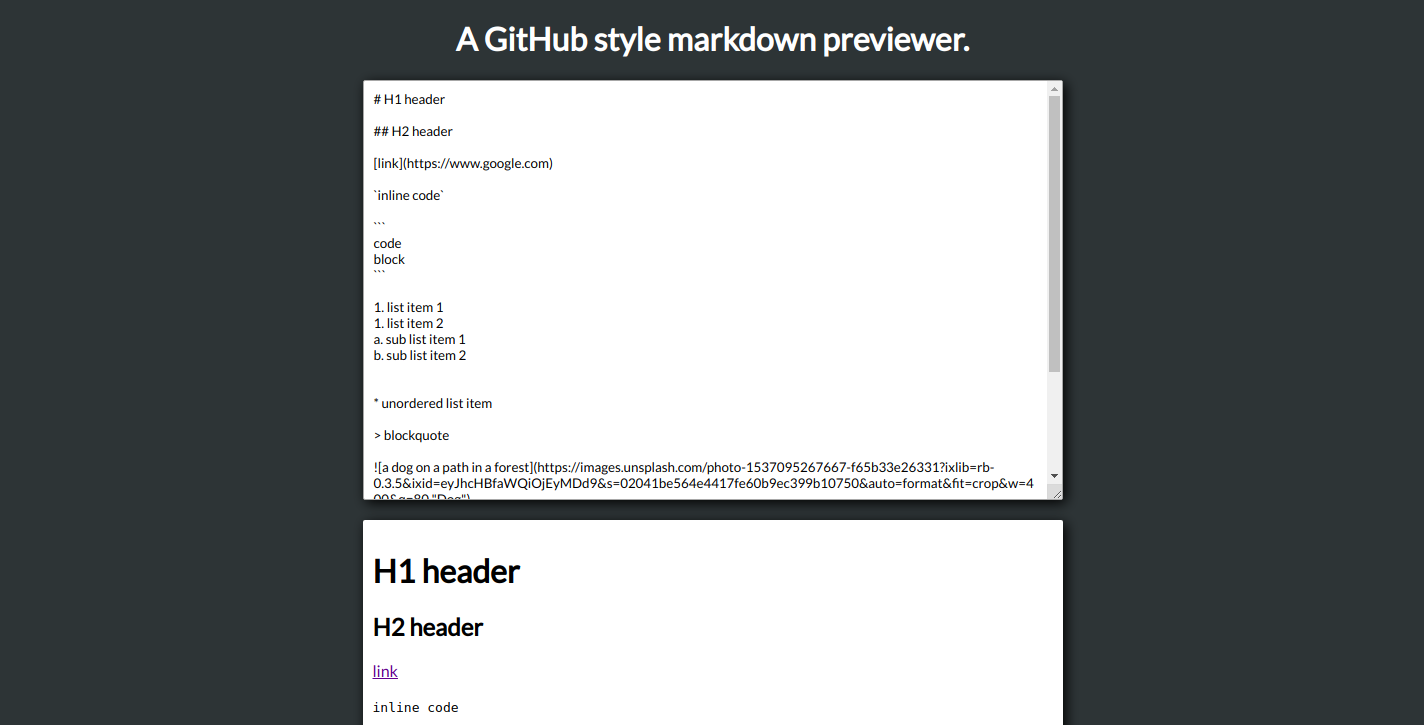 A GitHub style markdown previewer.
# H1 header
## H2 header
[link](https://www.google.com)
`inline code`
```
code
block
```
1. list item 1
1. list item 2
a. sub list item 1
b. sub list item 2
* unordered list item
> blockquote
![a dog on a path in a forest](https://images.unsplash.com/photo-1537095267667-f65b33e26331?ixlib=rb-
0.3.5&ixid=eyJhcHBfaWQiOjEyMDd9&s=02041be564e4417fe60b9ec399b10750&auto=format&fit=crop&w=4
00&q=80 "Dog")
H1 header
H2 header
link
inline code